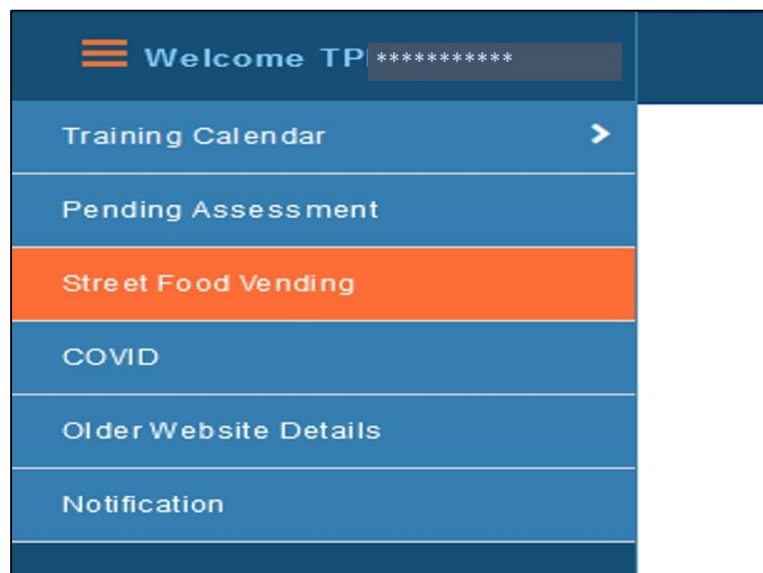 Welcome TP ***********
Training Calendar
Pending Assessment
Street Food Vending
COVID
Older Website Details
Notification